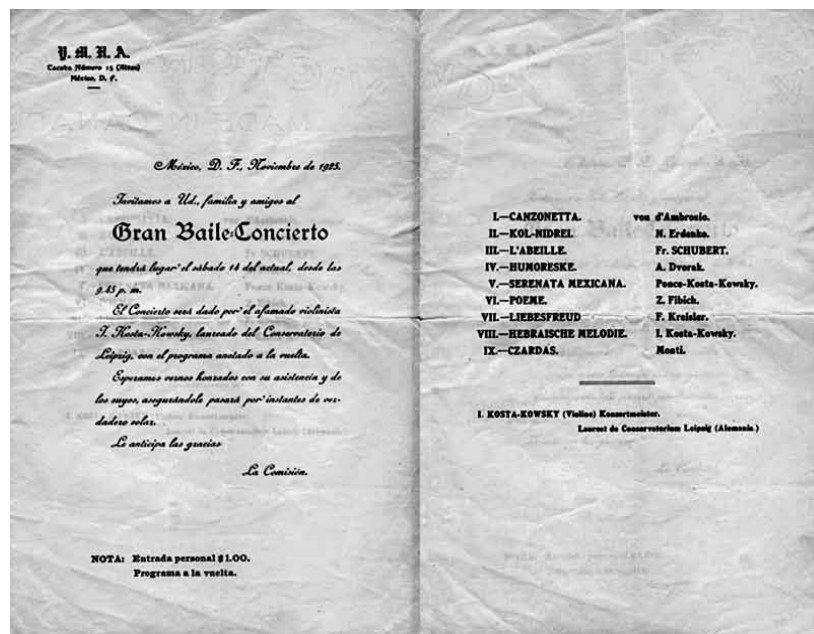 Y. M. H. A.
Cacaba Número 15 (Altos)
México, D. F.
México, D. F., Noviembre de 1925.
Invitamos a Ud., familia y amigos al
Gran Baile-Concierto
que tendrá lugar el sábado 14 del actual, desde las
9.45 p. m.
El Concierto será dado por el afamado violinista
I. Kosta-Kowsky, laureado del Conservatorio de
Leipzig, con el programa anotado a la vuelta.
Esperamos vernos honrados con su asistencia y de
los suyos, asegurándole pasará por instantes de ver-
dadero solaz.
Le anticipa las gracias
La Comisión.
NOTA: Entrada personal $1.00.
Programa a la vuelta.
I.—CANZONETTA. von d'Ambrosio.
II.—KOL-NIDREI. N. Erdenko.
III.—L'ABEILLE. Fr. SCHUBERT.
IV.—HUMORESKE. A. Dvorak.
V.—SERENATA MEXICANA. Ponce-Kosta-Kowsky.
VI.—POEME. Z. Fibich.
VII.—LIEBESFREUD F. Kreisler.
VIII.—HEBRAISCHE MELODIE. I. Kosta-Kowsky.
IX.—CZARDAS. Monti.
I. KOSTA-KOWSKY (Violino) Konzertmeister.
Laureat de Conservatorium Leipzig (Alemania.)